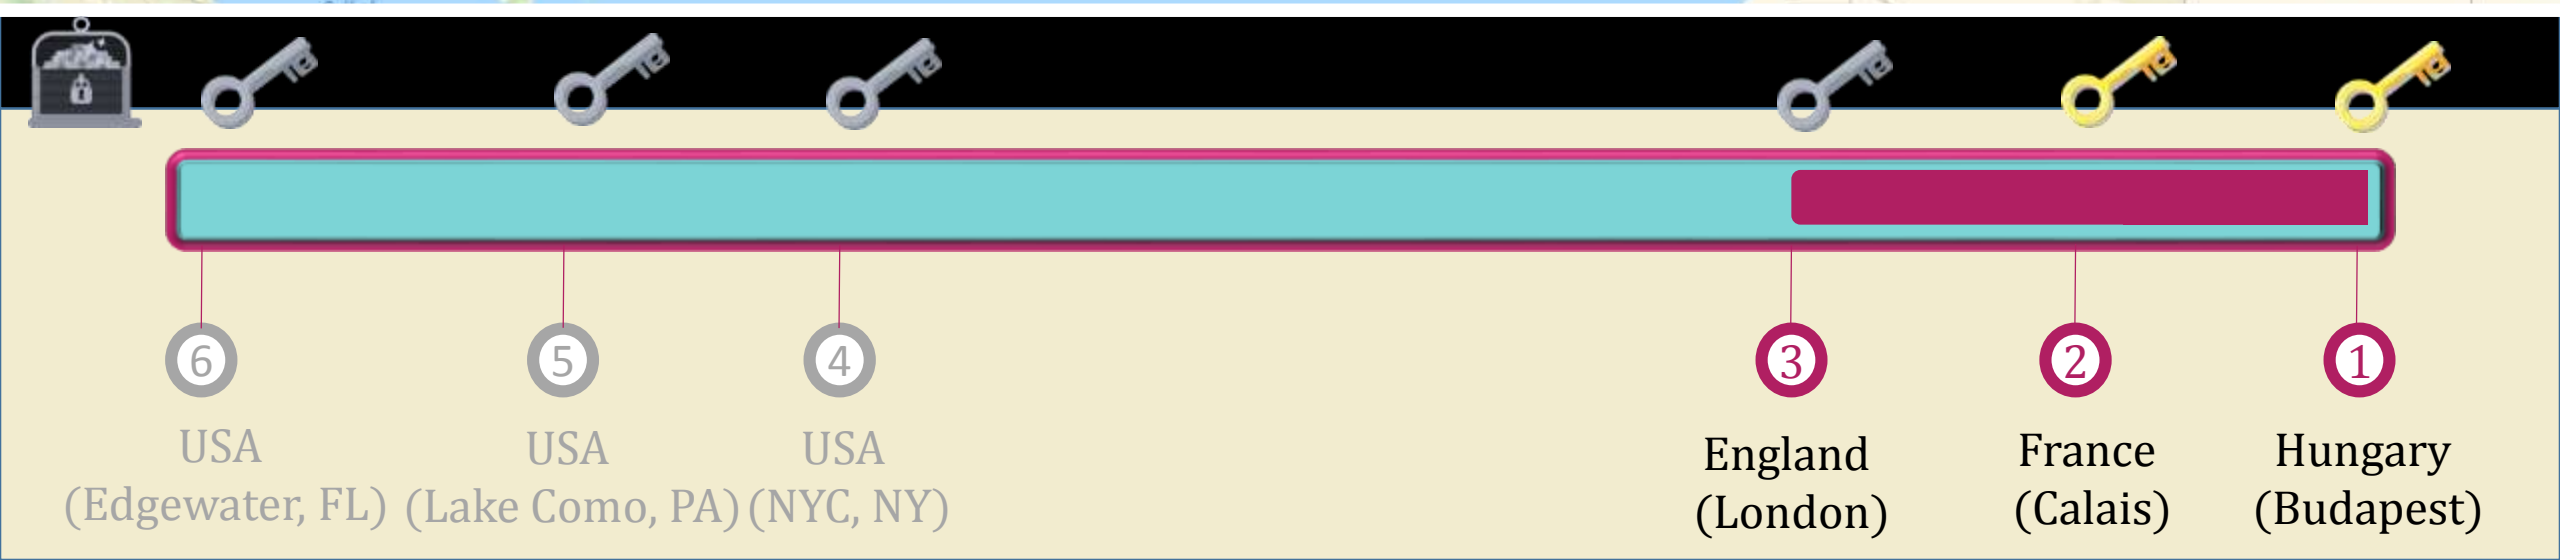 6
5
4
3
2
1
USA
(Edgewater, FL)
USA
(Lake Como, PA)
USA
(NYC, NY)
England
(London)
France
(Calais)
Hungary
(Budapest)